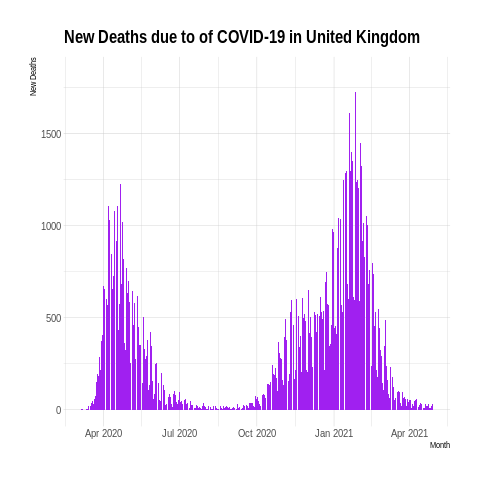 New Deaths due to of COVID-19 in United Kingdom
New Deaths
1500
1000
500
0
Apr 2020 Jul 2020 Oct 2020 Jan 2021 Apr 2021
Month